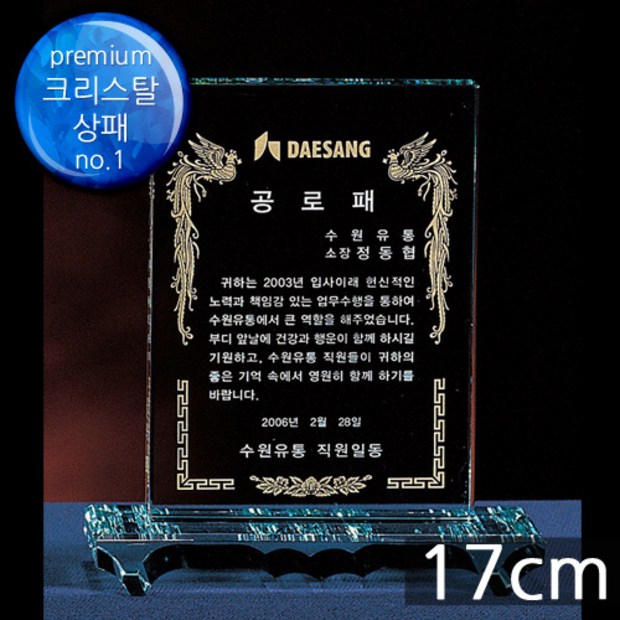 premium
크리스탈
상패
no.1
DAESANG
공 로 패
수 원 유 통
소장 정 동 협
귀하는 2003년 입사이래 헌신적인
노력과 책임감 있는 업무수행을 통하여
수원유통에서 큰 역할을 해주었습니다.
부디 앞날에 건강과 행운이 함께 하시길
기원하고, 수원유통 직원들이 귀하의
좋은 기억 속에서 영원히 함께 하기를
바랍니다.
2006년 2월 28일
수원유통 직원일동
17cm